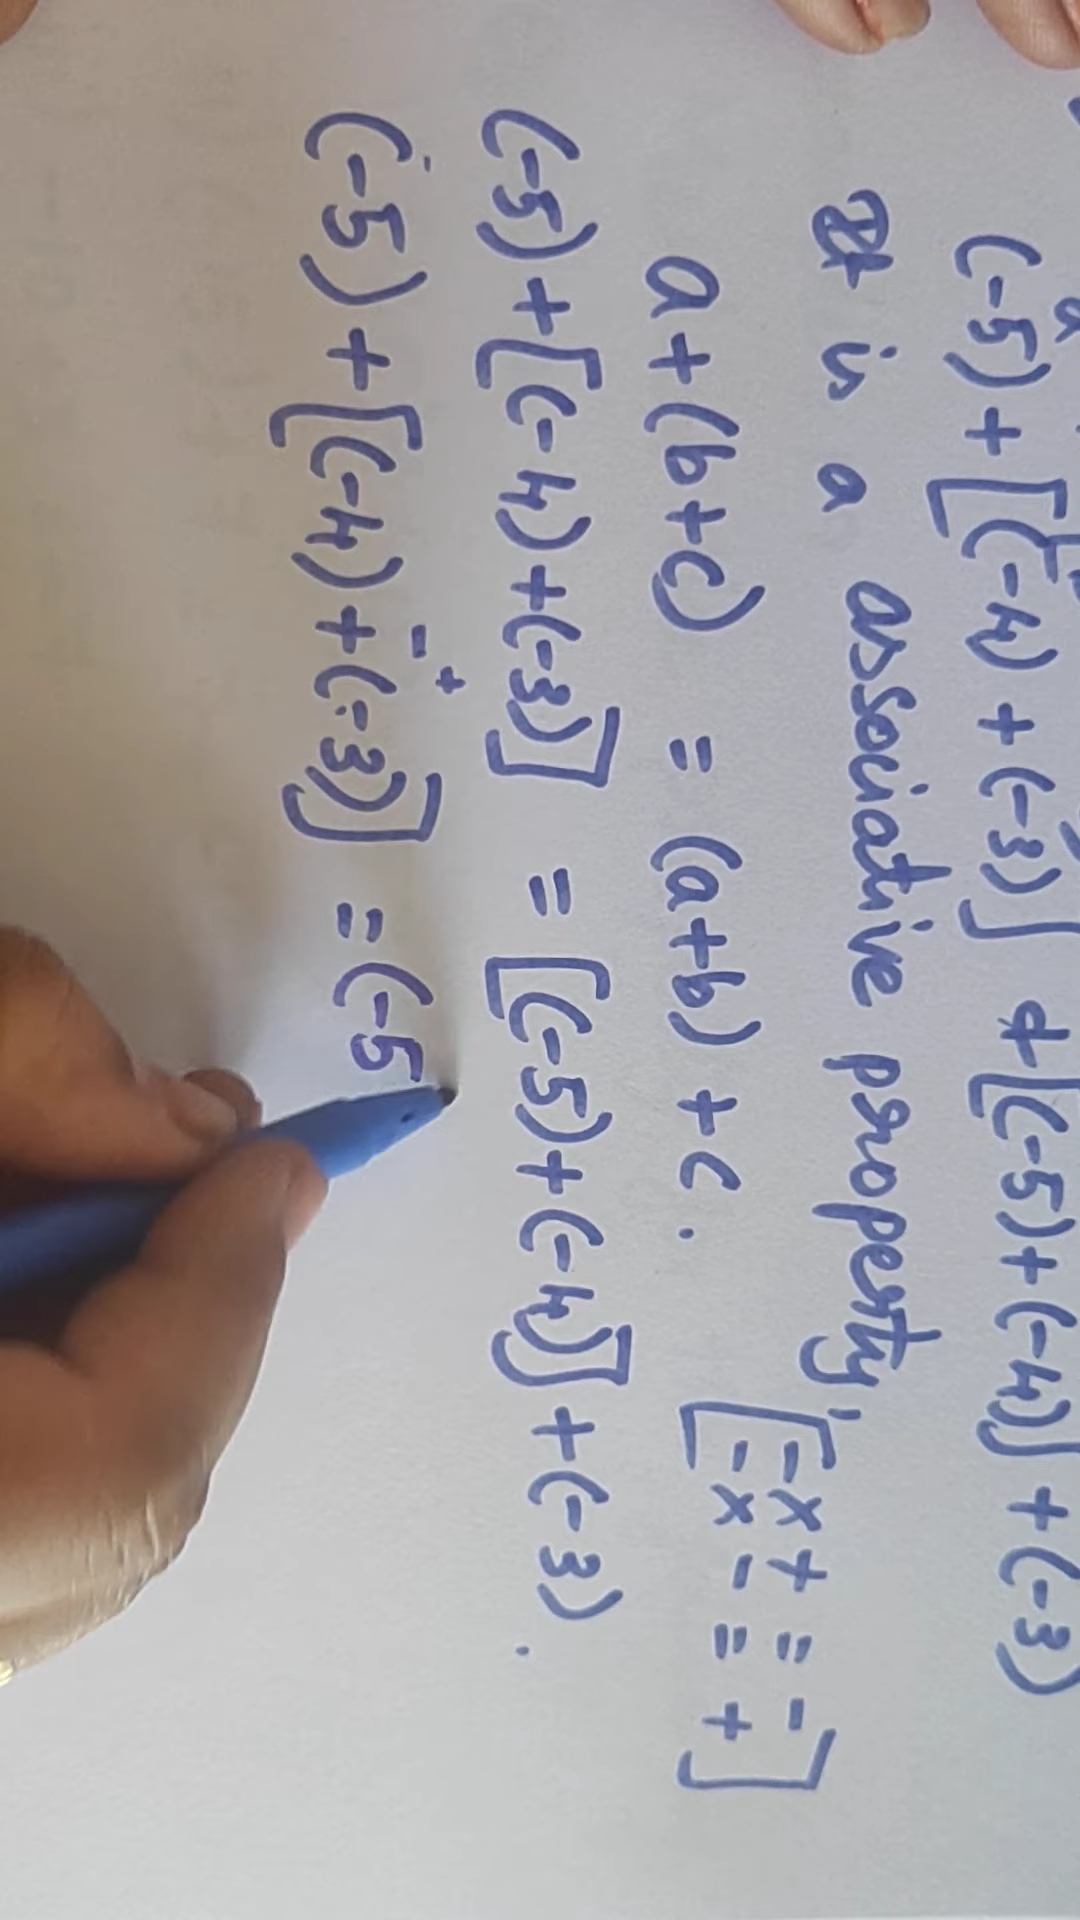 (-5) + [(-4) + (-3)] & [(-5) + (-4)] + (-3)
It is a associative property,
[- x + = -
a + (b+c) = (a+b) + c. - x - = +]
(-5) + [(-4) + (-3)] = [(-5) + (-4)] + (-3).
- +
(-5) + [(-4) + (-3)] = (-5